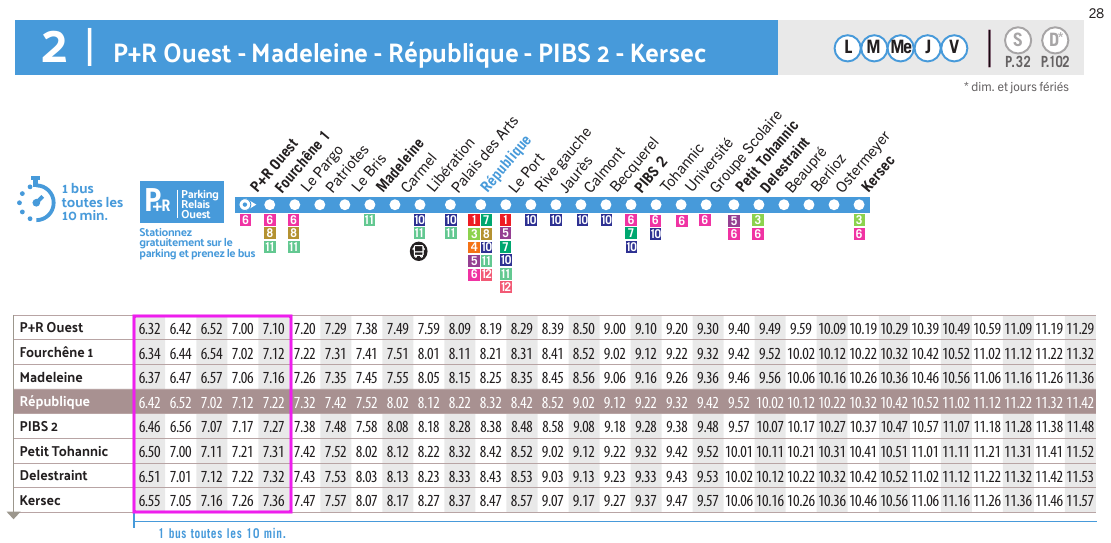 28
2 P+R Ouest - Madeleine - République - PIBS 2 - Kersec
L M Me J V S D*
P.32 P.102
* dim. et jours fériés
1 bus
toutes les
10 min.
P+R Parking
Relais
Ouest
Stationnez
gratuitement sur le
parking et prenez le bus
P+R Ouest
Fourchêne 1
Le Pargo
Patriotes
Le Bris
Madeleine
Carmel
Libération
Palais des Arts
République
Le Port
Rive gauche
Jaurès
Calmont
Becquerel
PIBS 2
Tohannic
Université
Groupe Scolaire
Petit Tohannic
Delestraint
Beaupré
Berlioz
Ostermeyer
Kersec
6 6 6 11 10 10 1 7 1 10 10 10 10 6 6 6 6 5 3 3
8 8 11 11 3 8 5 7 10 6 6 6
11 11 4 10 7 10
5 11 10
6 12 11
12
P+R Ouest 6.32 6.42 6.52 7.00 7.10 7.20 7.29 7.38 7.49 7.59 8.09 8.19 8.29 8.39 8.50 9.00 9.10 9.20 9.30 9.40 9.49 9.59 10.09 10.19 10.29 10.39 10.49 10.59 11.09 11.19 11.29
Fourchêne 1 6.34 6.44 6.54 7.02 7.12 7.22 7.31 7.41 7.51 8.01 8.11 8.21 8.31 8.41 8.52 9.02 9.12 9.22 9.32 9.42 9.52 10.02 10.12 10.22 10.32 10.42 10.52 11.02 11.12 11.22 11.32
Madeleine 6.37 6.47 6.57 7.06 7.16 7.26 7.35 7.45 7.55 8.05 8.15 8.25 8.35 8.45 8.56 9.06 9.16 9.26 9.36 9.46 9.56 10.06 10.16 10.26 10.36 10.46 10.56 11.06 11.16 11.26 11.36
République 6.42 6.52 7.02 7.12 7.22 7.32 7.42 7.52 8.02 8.12 8.22 8.32 8.42 8.52 9.02 9.12 9.22 9.32 9.42 9.52 10.02 10.12 10.22 10.32 10.42 10.52 11.02 11.12 11.22 11.32 11.42
PIBS 2 6.46 6.56 7.07 7.17 7.27 7.38 7.48 7.58 8.08 8.18 8.28 8.38 8.48 8.58 9.08 9.18 9.28 9.38 9.48 9.57 10.07 10.17 10.27 10.37 10.47 10.57 11.07 11.18 11.28 11.38 11.48
Petit Tohannic 6.50 7.00 7.11 7.21 7.31 7.42 7.52 8.02 8.12 8.22 8.32 8.42 8.52 9.02 9.12 9.22 9.32 9.42 9.52 10.01 10.11 10.21 10.31 10.41 10.51 11.01 11.11 11.21 11.31 11.41 11.52
Delestraint 6.51 7.01 7.12 7.22 7.32 7.43 7.53 8.03 8.13 8.23 8.33 8.43 8.53 9.03 9.13 9.23 9.33 9.43 9.53 10.02 10.12 10.22 10.32 10.42 10.52 11.02 11.12 11.22 11.32 11.42 11.53
Kersec 6.55 7.05 7.16 7.26 7.36 7.47 7.57 8.07 8.17 8.27 8.37 8.47 8.57 9.07 9.17 9.27 9.37 9.47 9.57 10.06 10.16 10.26 10.36 10.46 10.56 11.06 11.16 11.26 11.36 11.46 11.57
1 bus toutes les 10 min.